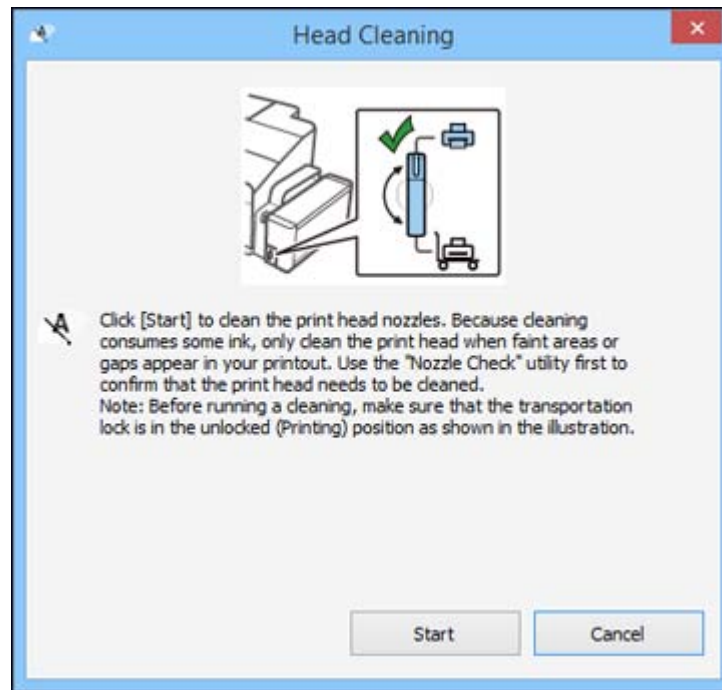 Head Cleaning
Click [Start] to clean the print head nozzles. Because cleaning
consumes some ink, only clean the print head when faint areas or
gaps appear in your printout. Use the "Nozzle Check" utility first to
confirm that the print head needs to be cleaned.
Note: Before running a cleaning, make sure that the transportation
lock is in the unlocked (Printing) position as shown in the illustration.
Start
Cancel